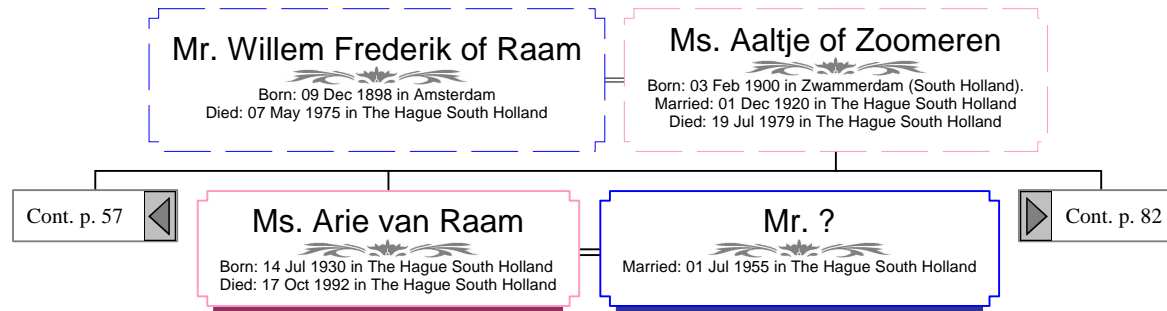 Mr. Willem Frederik of Raam
Born: 09 Dec 1898 in Amsterdam
Died: 07 May 1975 in The Hague South Holland
Ms. Aaltje of Zoomeren
Born: 03 Feb 1900 in Zwammerdam (South Holland).
Married: 01 Dec 1920 in The Hague South Holland
Died: 19 Jul 1979 in The Hague South Holland
Cont. p. 57
Ms. Arie van Raam
Born: 14 Jul 1930 in The Hague South Holland
Died: 17 Oct 1992 in The Hague South Holland
Mr. ?
Married: 01 Jul 1955 in The Hague South Holland
Cont. p. 82